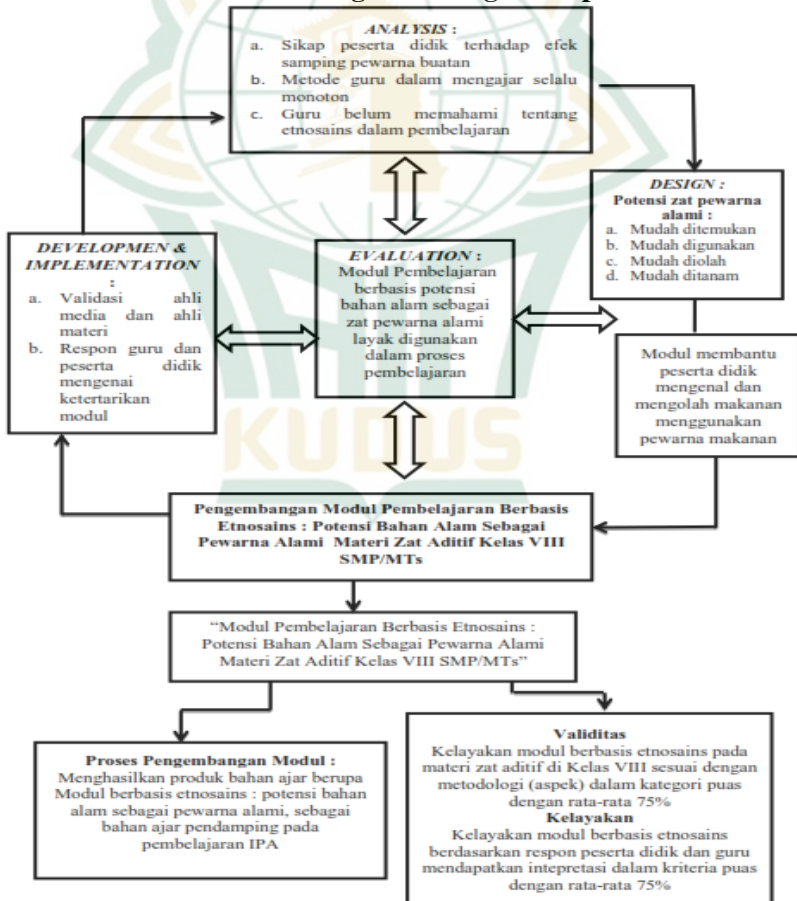 ANALYSIS :
a. Sikap peserta didik terhadap efek
samping pewarna buatan
b. Metode guru dalam mengajar selalu
monoton
c. Guru belum memahami tentang
etnosains dalam pembelajaran
DESIGN :
Potensi zat pewarna
alami :
a. Mudah ditemukan
b. Mudah digunakan
c. Mudah diolah
d. Mudah ditanam
DEVELOPMEN &
IMPLEMENTATION
:
a. Validasi ahli
media dan ahli
materi
b. Respon guru dan
peserta didik
mengenai
ketertarikan
modul
EVALUATION :
Modul Pembelajaran
berbasis potensi
bahan alam sebagai
zat pewarna alami
layak digunakan
dalam proses
pembelajaran
Modul membantu
peserta didik
mengenal dan
mengolah makanan
menggunakan
pewarna makanan
KUDUS
Pengembangan Modul Pembelajaran Berbasis
Etnosains : Potensi Bahan Alam Sebagai
Pewarna Alami Materi Zat Aditif Kelas VIII
SMP/MTs
“Modul Pembelajaran Berbasis Etnosains :
Potensi Bahan Alam Sebagai Pewarna Alami
Materi Zat Aditif Kelas VIII SMP/MTs”
Proses Pengembangan Modul :
Menghasilkan produk bahan ajar berupa
Modul berbasis etnosains : potensi bahan
alam sebagai pewarna alami, sebagai
bahan ajar pendamping pada
pembelajaran IPA
Validitas
Kelayakan modul berbasis etnosains pada
materi zat aditif di Kelas VIII sesuai dengan
metodologi (aspek) dalam kategori puas
dengan rata-rata 75%
Kelayakan
Kelayakan modul berbasis etnosains
berdasarkan respon peserta didik dan guru
mendapatkan intepretasi dalam kriteria puas
dengan rata-rata 75%